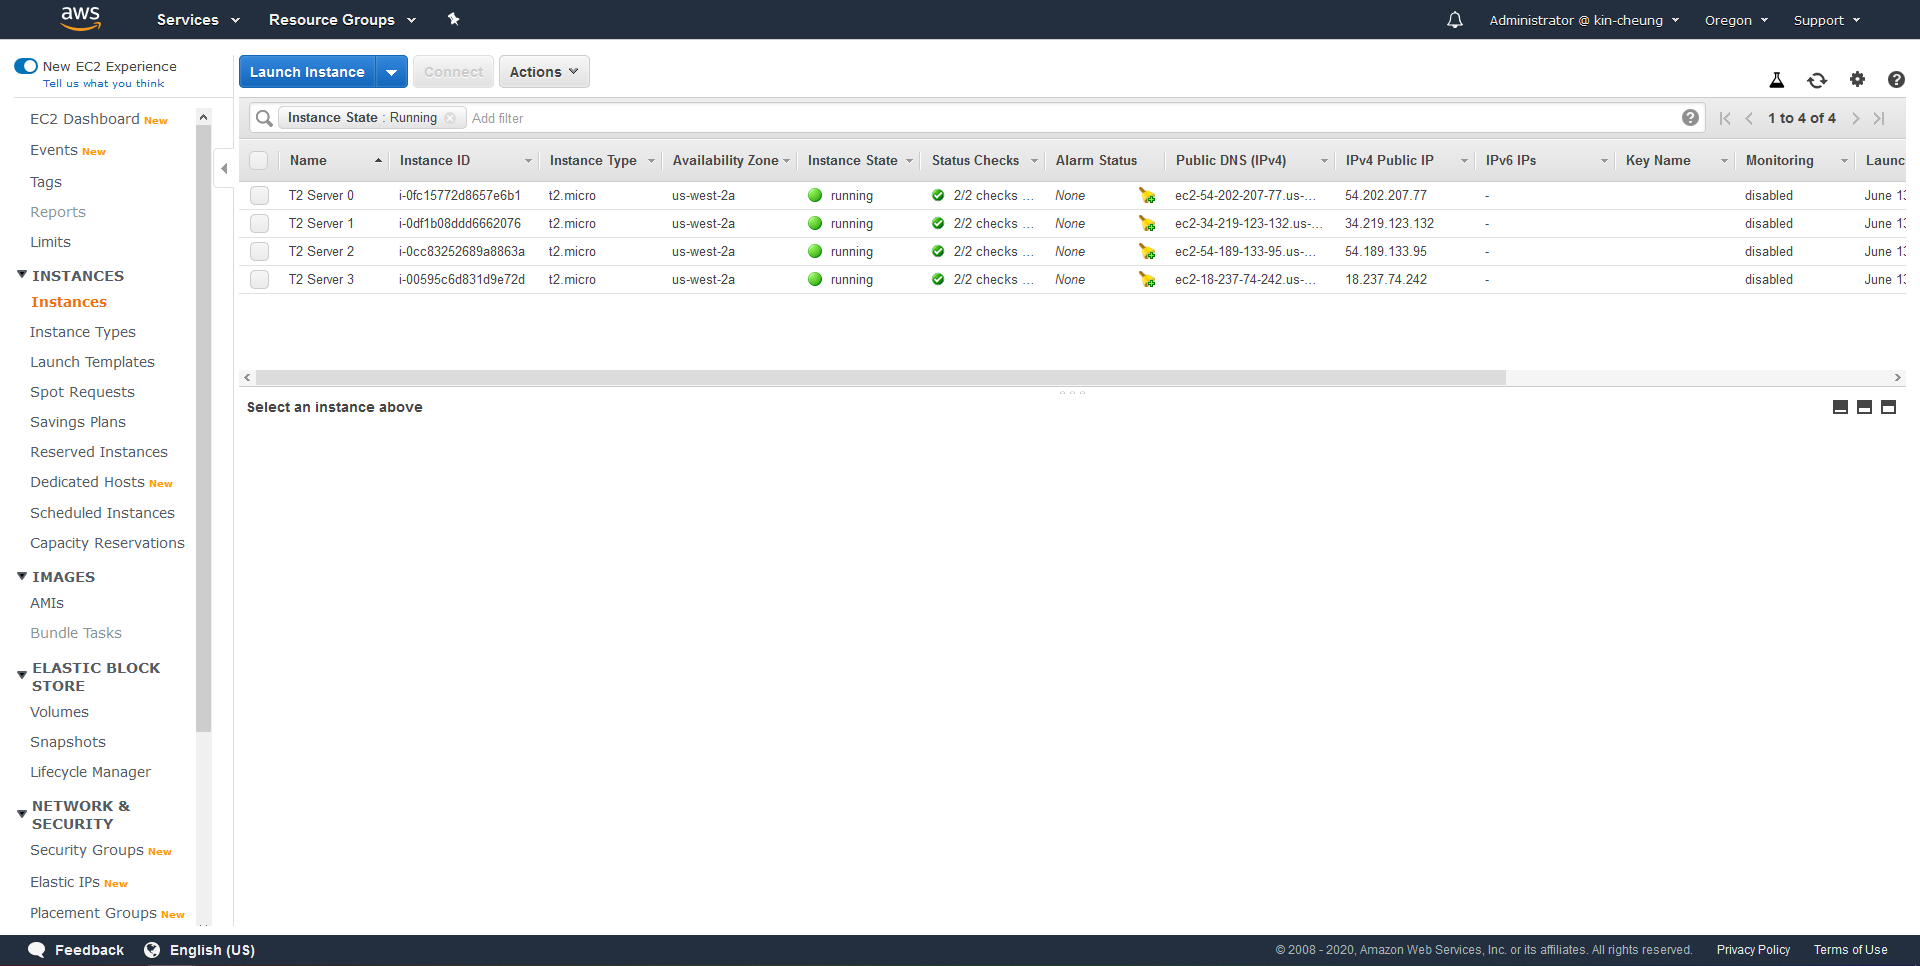 aws Services Resource Groups Administrator @ kin-cheung Oregon Support
New EC2 Experience
Tell us what you think
EC2 Dashboard New
Events New
Tags
Reports
Limits
INSTANCES
Instances
Instance Types
Launch Templates
Spot Requests
Savings Plans
Reserved Instances
Dedicated Hosts New
Scheduled Instances
Capacity Reservations
IMAGES
AMIs
Bundle Tasks
ELASTIC BLOCK
STORE
Volumes
Snapshots
Lifecycle Manager
NETWORK &
SECURITY
Security Groups New
Elastic IPs New
Placement Groups New
Launch Instance Connect Actions
Instance State : Running Add filter 1 to 4 of 4
Name Instance ID Instance Type Availability Zone Instance State Status Checks Alarm Status Public DNS (IPv4) IPv4 Public IP IPv6 IPs Key Name Monitoring Launc
T2 Server 0 i-0fc15772d8657e6b1 t2.micro us-west-2a running 2/2 checks ... None ec2-54-202-207-77.us-... 54.202.207.77 - disabled June 13
T2 Server 1 i-0df1b08ddd6662076 t2.micro us-west-2a running 2/2 checks ... None ec2-34-219-123-132.us-... 34.219.123.132 - disabled June 13
T2 Server 2 i-0cc83252689a8863a t2.micro us-west-2a running 2/2 checks ... None ec2-54-189-133-95.us-... 54.189.133.95 - disabled June 13
T2 Server 3 i-00595c6d831d9e72d t2.micro us-west-2a running 2/2 checks ... None ec2-18-237-74-242.us-... 18.237.74.242 - disabled June 13
Select an instance above
Feedback English (US) © 2008 - 2020, Amazon Web Services, Inc. or its affiliates. All rights reserved. Privacy Policy Terms of Use